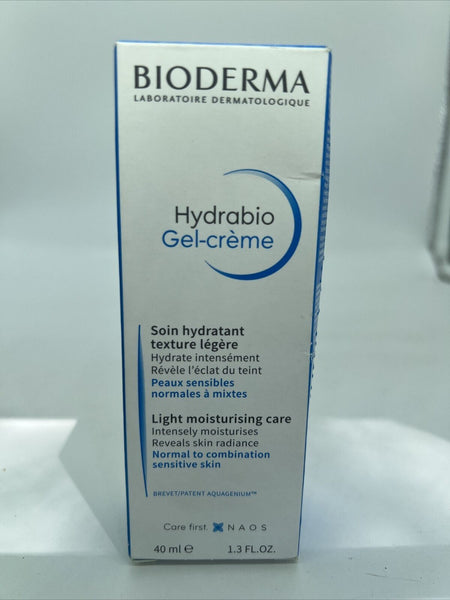 BIODERMA
LABORATOIRE DERMATOLOGIQUE
Hydrabio
Gel-crème
Soin hydratant
texture légère
Hydrate intensément
Révèle l'éclat du teint
Peaux sensibles
normales à mixtes
Light moisturising care
Intensely moisturises
Reveals skin radiance
Normal to combination
sensitive skin
BREVET/PATENT AQUAGENIUM™
Care first. NAOS
40 ml ℮ 1.3 FL.OZ.